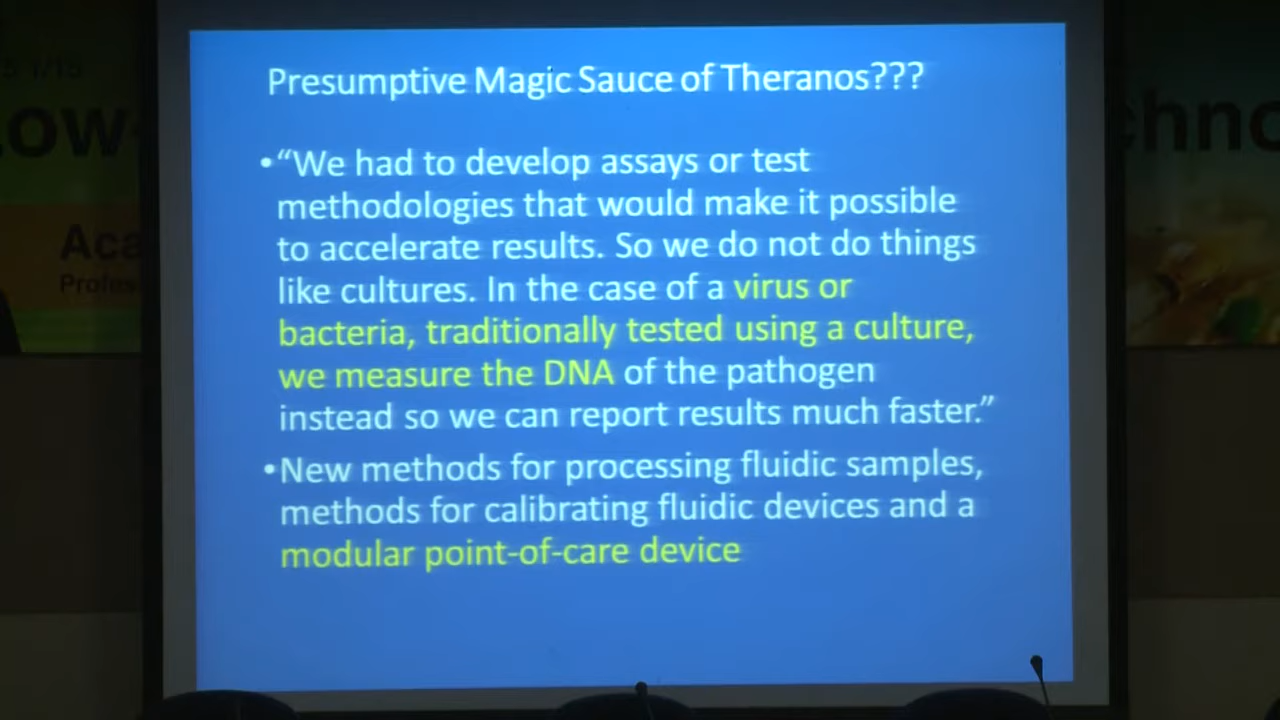 Presumptive Magic Sauce of Theranos???
•“We had to develop assays or test
methodologies that would make it possible
to accelerate results. So we do not do things
like cultures. In the case of a virus or
bacteria, traditionally tested using a culture,
we measure the DNA of the pathogen
instead so we can report results much faster.”
•New methods for processing fluidic samples,
methods for calibrating fluidic devices and a
modular point-of-care device